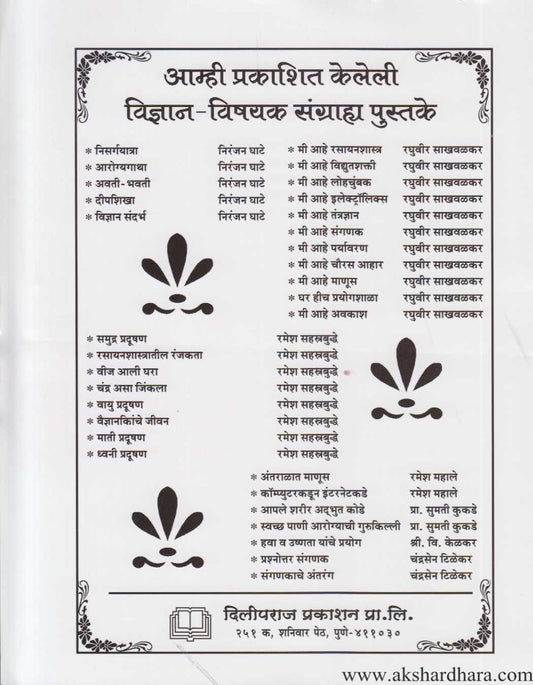 आम्ही प्रकाशित केलेली
विज्ञान-विषयक संग्राह्य पुस्तके
* निसर्गयात्रा निरंजन घाटे
* आरोग्यगाथा निरंजन घाटे
* अवती-भवती निरंजन घाटे
* दीपशिखा निरंजन घाटे
* विज्ञान संदर्भ निरंजन घाटे
* मी आहे रसायनशास्त्र रघुवीर साखवळकर
* मी आहे विद्युतशक्ती रघुवीर साखवळकर
* मी आहे लोहचुंबक रघुवीर साखवळकर
* मी आहे इलेक्ट्रॉलिक्स रघुवीर साखवळकर
* मी आहे तंत्रज्ञान रघुवीर साखवळकर
* मी आहे संगणक रघुवीर साखवळकर
* मी आहे पर्यावरण रघुवीर साखवळकर
* मी आहे चौरस आहार रघुवीर साखवळकर
* मी आहे माणूस रघुवीर साखवळकर
* घर हीच प्रयोगशाळा रघुवीर साखवळकर
* मी आहे अवकाश रघुवीर साखवळकर
* समुद्र प्रदूषण रमेश सहस्रबुद्धे
* रसायनशास्त्रातील रंजकता रमेश सहस्रबुद्धे
* वीज आली घरा रमेश सहस्रबुद्धे
* चंद्र असा जिंकला रमेश सहस्रबुद्धे
* वायु प्रदूषण रमेश सहस्रबुद्धे
* वैज्ञानिकांचे जीवन रमेश सहस्रबुद्धे
* माती प्रदूषण रमेश सहस्रबुद्धे
* ध्वनी प्रदूषण रमेश सहस्रबुद्धे
* अंतराळात माणूस रमेश महाले
* कॉम्प्युटरकडून इंटरनेटकडे रमेश महाले
* आपले शरीर अद्‌भुत कोडे प्रा. सुमती कुकडे
* स्वच्छ पाणी आरोग्याची गुरुकिल्ली प्रा. सुमती कुकडे
* हवा व उष्णता यांचे प्रयोग श्री. वि. केळकर
* प्रश्नोत्तर संगणक चंद्रसेन टिळेकर
* संगणकाचे अंतरंग चंद्रसेन टिळेकर
दिलीपराज प्रकाशन प्रा.लि.
२५१ क, शनिवार पेठ, पुणे-४११०३०
www.akshardhara.com